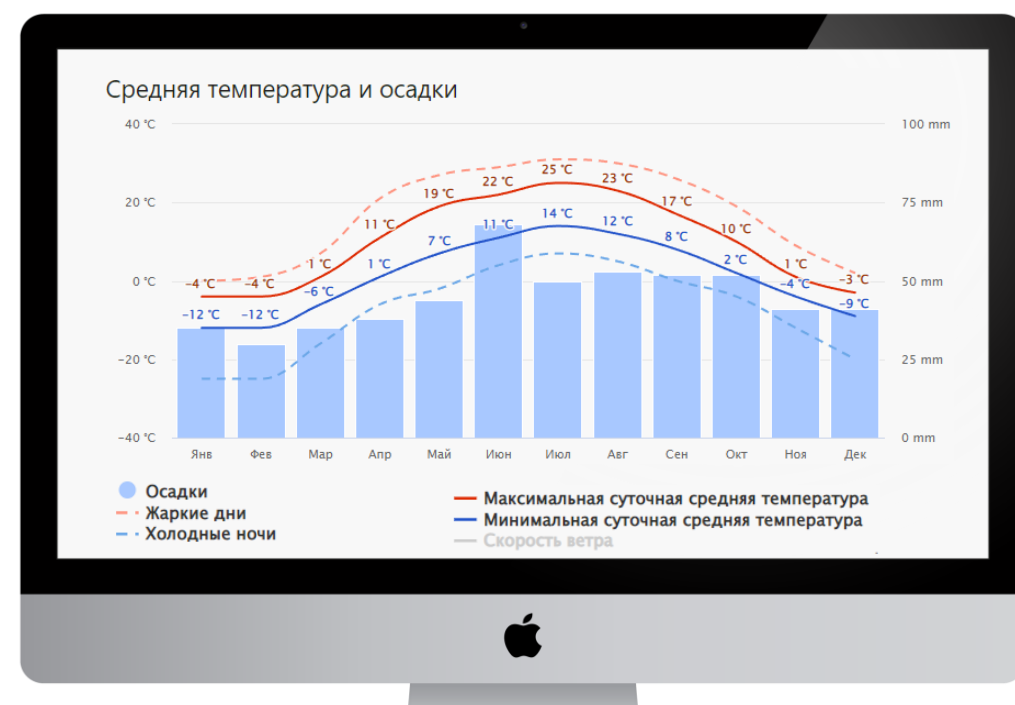 Средняя температура и осадки
40 °C
100 mm
20 °C
75 mm
0 °C
50 mm
−20 °C
25 mm
−40 °C
0 mm
−4 °C −4 °C 1 °C 11 °C 19 °C 22 °C 25 °C 23 °C 17 °C 10 °C 1 °C −3 °C
−12 °C −12 °C −6 °C 1 °C 7 °C 11 °C 14 °C 12 °C 8 °C 2 °C −4 °C −9 °C
Янв Фев Мар Апр Май Июн Июл Авг Сен Окт Ноя Дек
Осадки
Жаркие дни
Холодные ночи
Максимальная суточная средняя температура
Минимальная суточная средняя температура
Скорость ветра